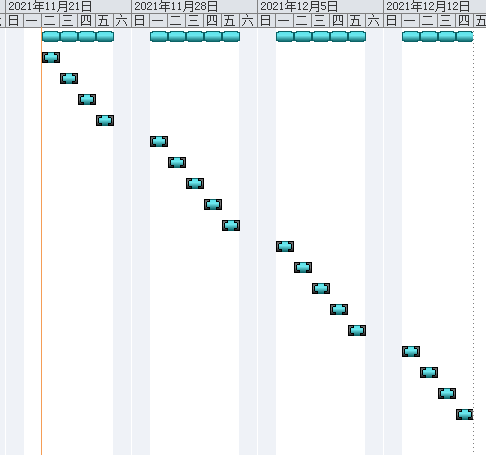 2021年11月21日 2021年11月28日 2021年12月5日 2021年12月12日
日 一 二 三 四 五 六 日 一 二 三 四 五 六 日 一 二 三 四 五 六 日 一 二 三 四 五